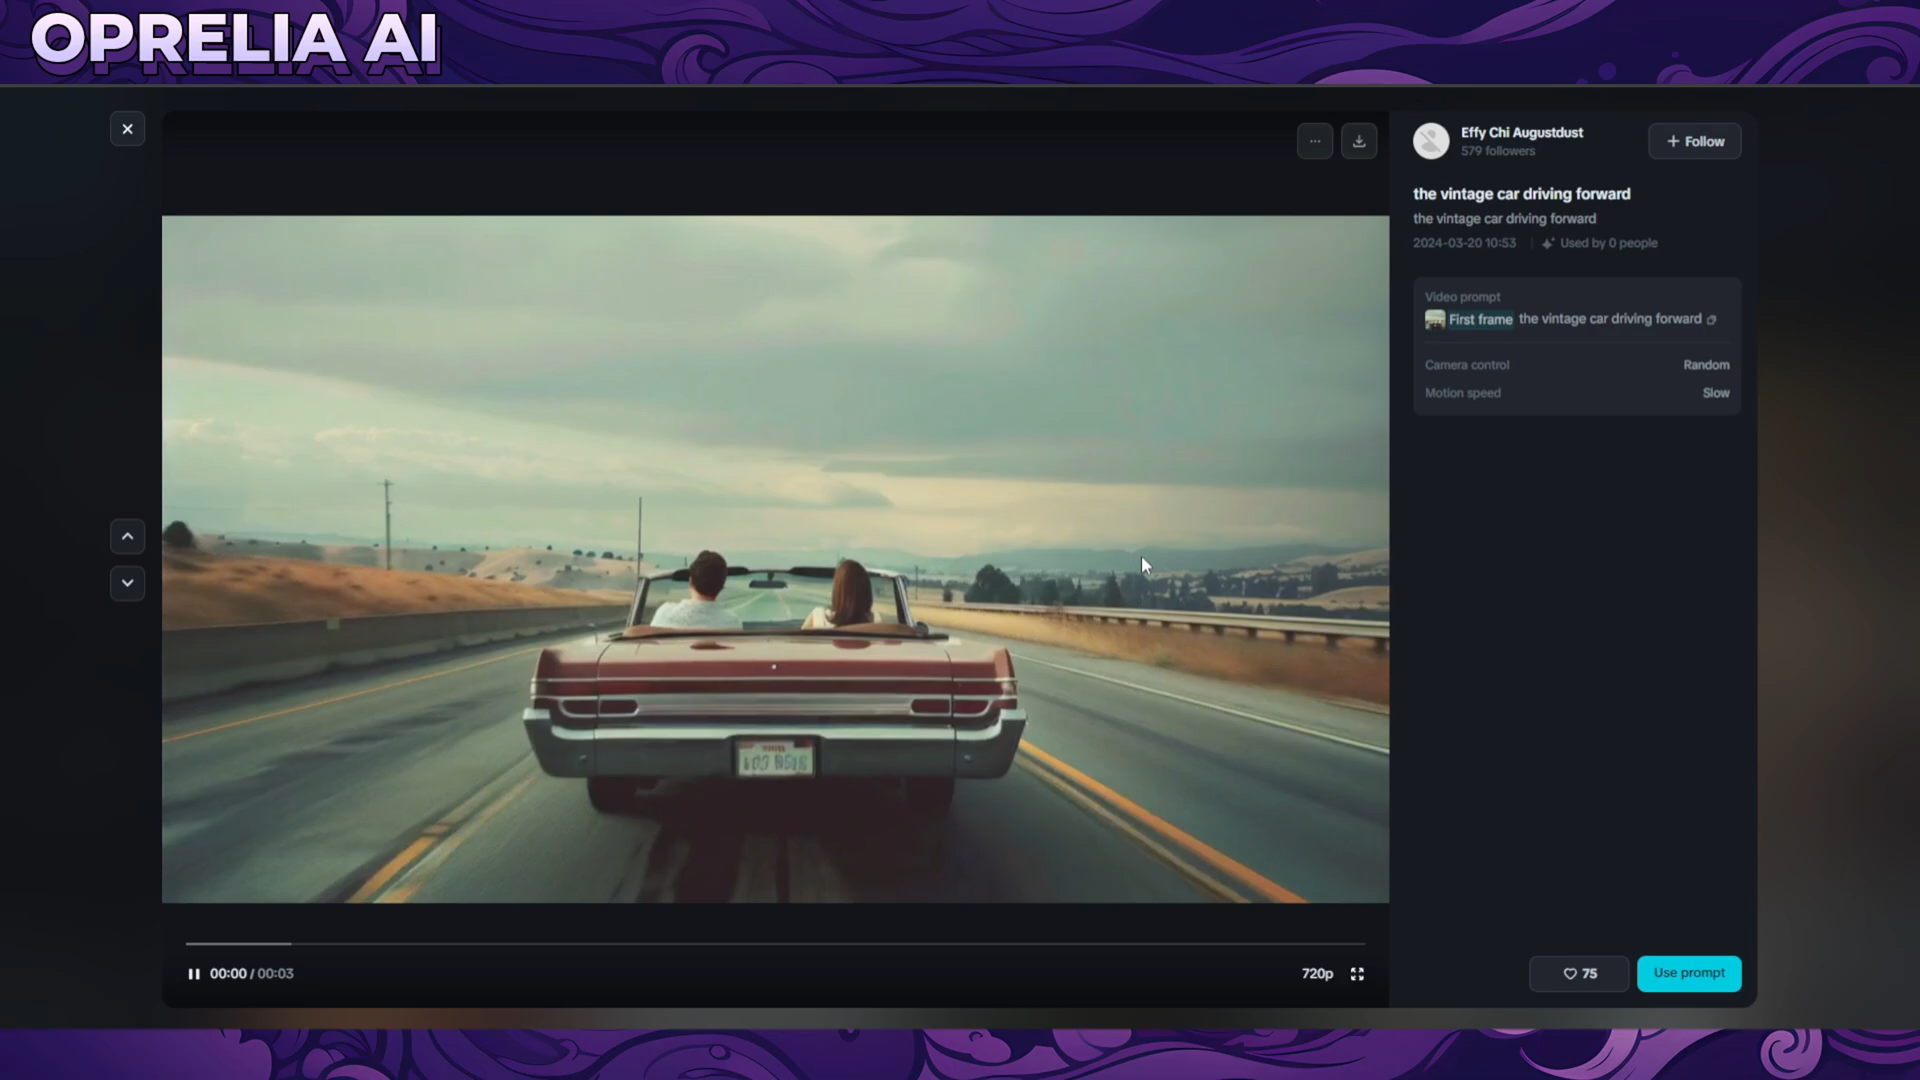 OPRELIA AI
Effy Chi Augustdust
579 followers
Follow
the vintage car driving forward
the vintage car driving forward
2024-03-20 10:53 | Used by 0 people
Video prompt
First frame the vintage car driving forward
Camera control Random
Motion speed Slow
00:00 / 00:03
720p
75
Use prompt